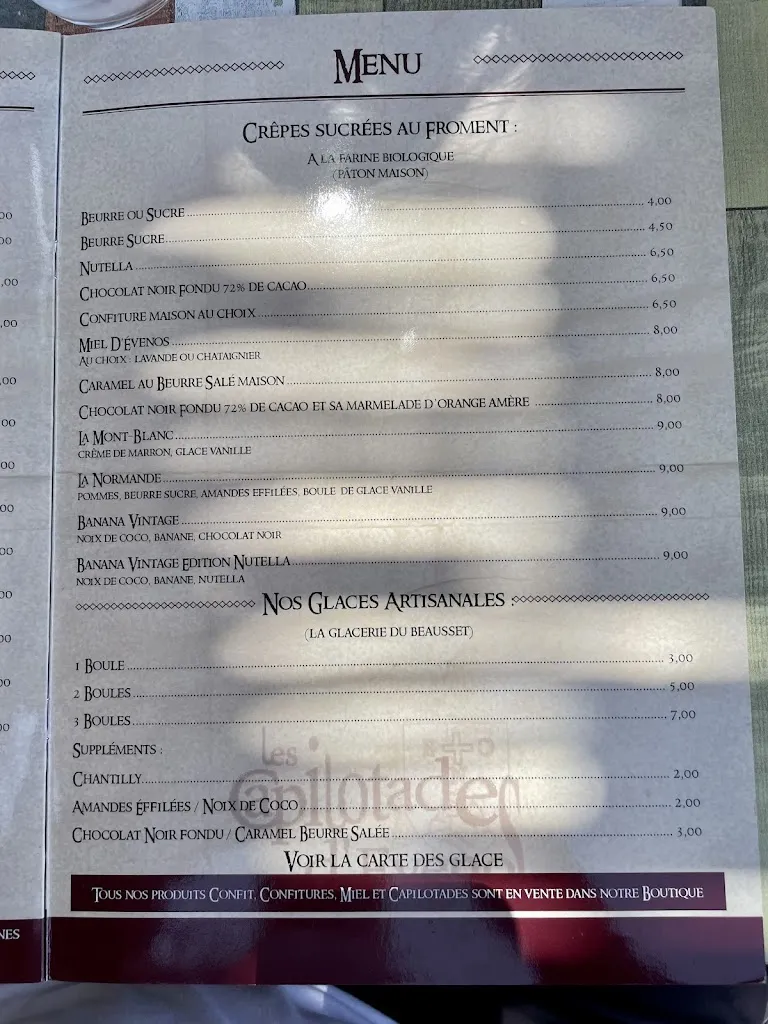 Menu
Crêpes sucrées au froment :
A la farine biologique
(Pâton maison)
Beurre ou Sucre 4,00
Beurre Sucre 4,50
Nutella 6,50
Chocolat noir fondu 72% de cacao 6,50
Confiture maison au choix 6,50
Miel D'Évenos 8,00
Au choix : lavande ou chataignier
Caramel au Beurre Salé maison 8,00
Chocolat noir fondu 72% de cacao et sa marmelade d'orange amère 8,00
La Mont-Blanc 9,00
crème de marron, glace vanille
La Normande 9,00
pommes, beurre sucre, amandes effilées, boule de glace vanille
Banana Vintage 9,00
noix de coco, banane, chocolat noir
Banana Vintage Edition Nutella 9,00
noix de coco, banane, nutella
Nos Glaces Artisanales :
(la glacerie du Beausset)
1 Boule 3,00
2 Boules 5,00
3 Boules 7,00
Suppléments :
Chantilly 2,00
Amandes Éffilées / Noix de Coco 2,00
Chocolat Noir fondu / Caramel Beurre Salée 3,00
Voir la carte des glace
les Capilotades
Tous nos produits Confit, Confitures, Miel et Capilotades sont en vente dans notre Boutique